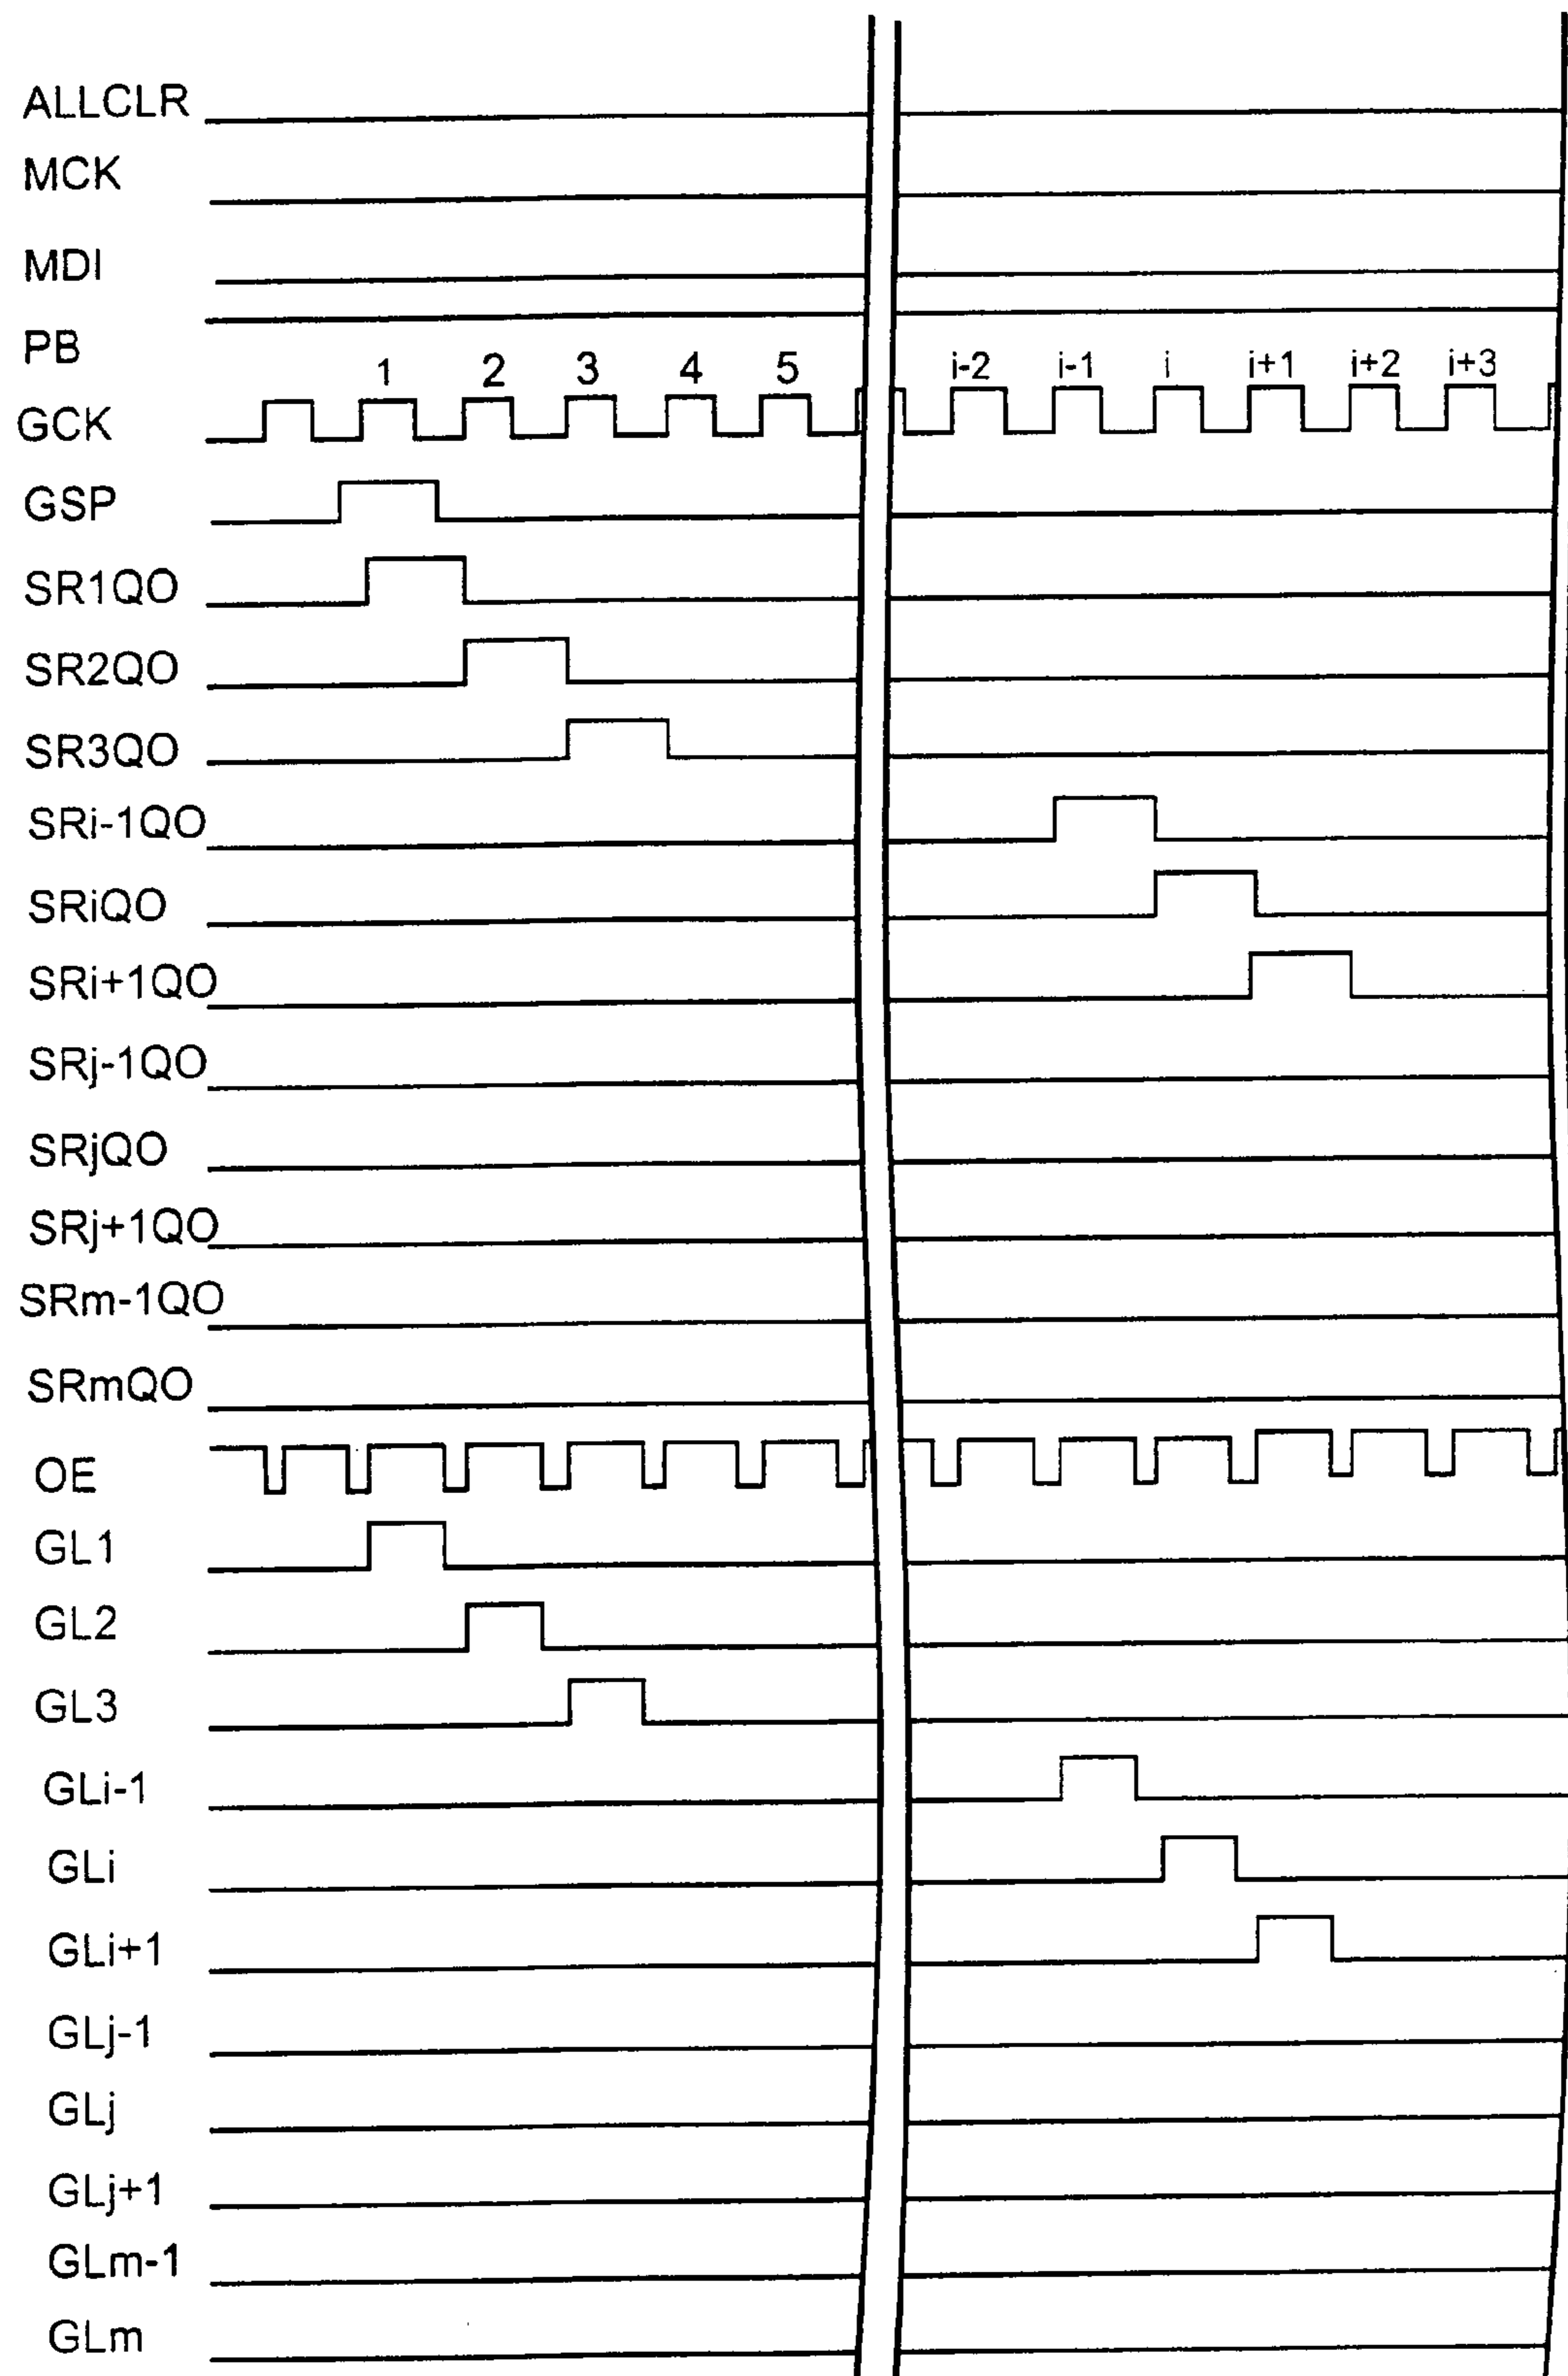 ALLCLR
MCK
MDI
PB
1 2 3 4 5 i-2 i-1 i i+1 i+2 i+3
GCK
GSP
SR1QO
SR2QO
SR3QO
SRi-1QO
SRiQO
SRi+1QO
SRj-1QO
SRjQO
SRj+1QO
SRm-1QO
SRmQO
OE
GL1
GL2
GL3
GLi-1
GLi
GLi+1
GLj-1
GLj
GLj+1
GLm-1
GLm